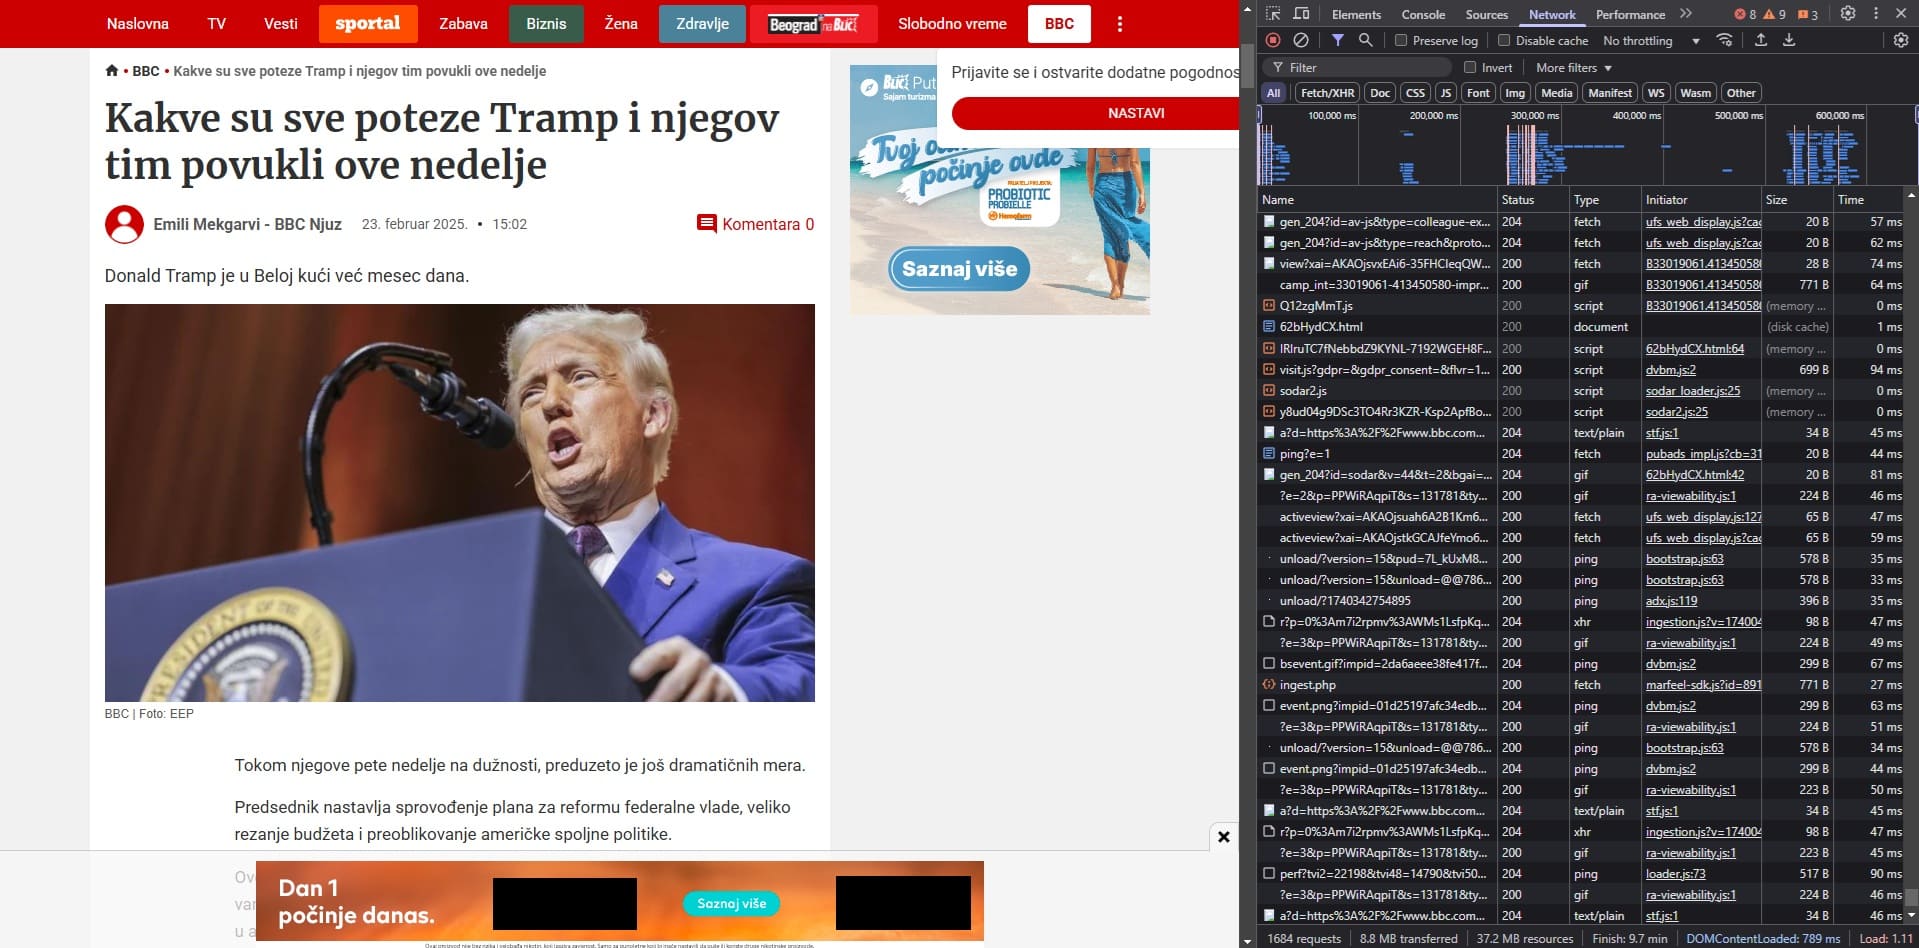 Naslovna TV Vesti sportal Zabava Biznis Žena Zdravlje Beograd na Blic Slobodno vreme BBC
• BBC • Kakve su sve poteze Tramp i njegov tim povukli ove nedelje
Kakve su sve poteze Tramp i njegov
tim povukli ove nedelje
Emili Mekgarvi - BBC Njuz 23. februar 2025. • 15:02 Komentara 0
Donald Tramp je u Beloj kući već mesec dana.
PRESIDENT UNITED
BBC | Foto: EEP
Tokom njegove pete nedelje na dužnosti, preduzeto je još dramatičnih mera.
Predsednik nastavlja sprovođenje plana za reformu federalne vlade, veliko
rezanje budžeta i preoblikovanje američke spoljne politike.
Dan 1
počinje danas.
Saznaj više
BLIC Put
Sajam turizma
Prijavite se i ostvarite dodatne pogodnos
NASTAVI
Tvoj
počinje ovde
PROBIOTIC
PROBIELLE
Hemofarm
Saznaj više
Elements Console Sources Network Performance 8 9 3
Preserve log Disable cache No throttling
Filter Invert More filters
All Fetch/XHR Doc CSS JS Font Img Media Manifest WS Wasm Other
100,000 ms 200,000 ms 300,000 ms 400,000 ms 500,000 ms 600,000 ms
Name Status Type Initiator Size Time
gen_204?id=av-js&type=colleague-ex... 204 fetch ufs_web_display.js?cac 20 B 57 ms
gen_204?id=av-js&type=reach&proto... 204 fetch ufs_web_display.js?cac 20 B 62 ms
view?xai=AKAOjsvxEAi6-35FHCleqQW... 200 fetch B33019061.413450580 28 B 74 ms
camp_int=33019061-413450580-impr... 200 gif B33019061.413450580 771 B 64 ms
Q12zgMmT.js 200 script B33019061.413450580 (memory ... 0 ms
62bHydCX.html 200 document (disk cache) 1 ms
lRlruTC7fNebbdZ9KYNL-7192WGEH8F... 200 script 62bHydCX.html:64 (memory ... 0 ms
visit.js?gdpr=&gdpr_consent=&flvr=1... 200 script dvbm.js:2 699 B 94 ms
sodar2.js 200 script sodar_loader.js:25 (memory ... 0 ms
y8ud04g9DSc3TO4Rr3KZR-Ksp2ApfBo... 200 script sodar2.js:25 (memory ... 0 ms
a?d=https%3A%2F%2Fwww.bbc.com... 204 text/plain stf.js:1 34 B 45 ms
ping?e=1 204 fetch pubads_impl.js?cb=31 20 B 44 ms
gen_204?id=sodar&v=44&t=2&bgai=... 204 gif 62bHydCX.html:42 20 B 81 ms
?e=2&p=PPWiRAqpiT&s=131781&ty... 200 gif ra-viewability.js:1 224 B 46 ms
activeview?xai=AKAOjsuah6A2B1Km6... 200 fetch ufs_web_display.js:127 65 B 47 ms
activeview?xai=AKAOjstkGCAJfeYmo6... 200 fetch ufs_web_display.js?cac 65 B 59 ms
unload/?version=15&pud=7L_kUxM8... 200 ping bootstrap.js:63 578 B 35 ms
unload/?version=15&unload=@@786... 200 ping bootstrap.js:63 578 B 33 ms
unload/?1740342754895 200 ping adx.js:119 396 B 35 ms
r?p=0%3Am7i2rpmv%3AWMs1LsfpKq... 204 xhr ingestion.js?v=174004 98 B 47 ms
?e=3&p=PPWiRAqpiT&s=131781&ty... 200 gif ra-viewability.js:1 224 B 49 ms
bsevent.gif?impid=2da6aeee38fe417f... 204 ping dvbm.js:2 299 B 67 ms
ingest.php 200 fetch marfeel-sdk.js?id=891 771 B 27 ms
event.png?impid=01d25197afc34edb... 204 ping dvbm.js:2 299 B 63 ms
?e=3&p=PPWiRAqpiT&s=131781&ty... 200 gif ra-viewability.js:1 224 B 51 ms
unload/?version=15&unload=@@786... 200 ping bootstrap.js:63 578 B 34 ms
event.png?impid=01d25197afc34edb... 204 ping dvbm.js:2 299 B 44 ms
?e=3&p=PPWiRAqpiT&s=131781&ty... 200 gif ra-viewability.js:1 223 B 50 ms
a?d=https%3A%2F%2Fwww.bbc.com... 204 text/plain stf.js:1 34 B 45 ms
r?p=0%3Am7i2rpmv%3AWMs1LsfpKq... 204 xhr ingestion.js?v=174004 98 B 47 ms
?e=3&p=PPWiRAqpiT&s=131781&ty... 200 gif ra-viewability.js:1 223 B 45 ms
perf?tvi2=22198&tvi48=14790&tvi50... 200 ping loader.js:73 517 B 90 ms
?e=3&p=PPWiRAqpiT&s=131781&ty... 200 gif ra-viewability.js:1 224 B 46 ms
a?d=https%3A%2F%2Fwww.bbc.com... 204 text/plain stf.js:1 34 B 46 ms
1684 requests 8.8 MB transferred 37.2 MB resources Finish: 9.7 min DOMContentLoaded: 789 ms Load: 1.11